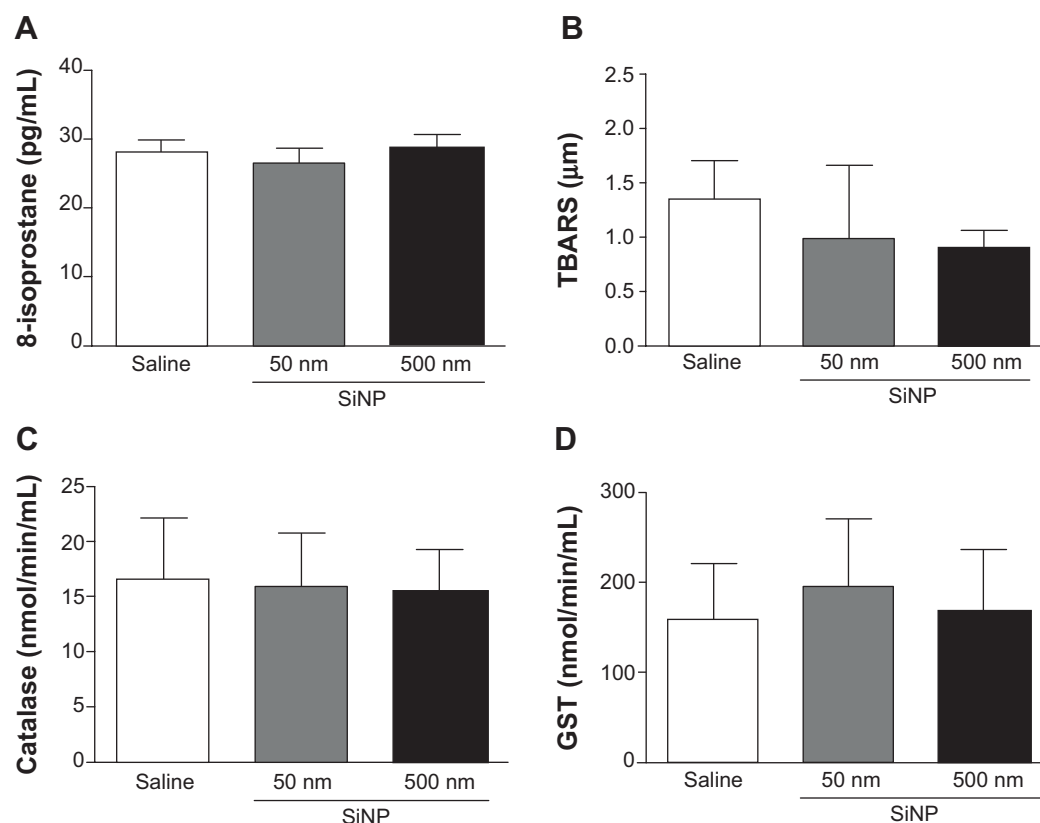 A
8-isoprostane (pg/mL)
40
30
20
10
0
Saline
50 nm
500 nm
SiNP
B
TBARS (μm)
2.5
2.0
1.5
1.0
0.5
0.0
Saline
50 nm
500 nm
SiNP
C
Catalase (nmol/min/mL)
25
20
15
10
5
0
Saline
50 nm
500 nm
SiNP
D
GST (nmol/min/mL)
300
200
100
0
Saline
50 nm
500 nm
SiNP